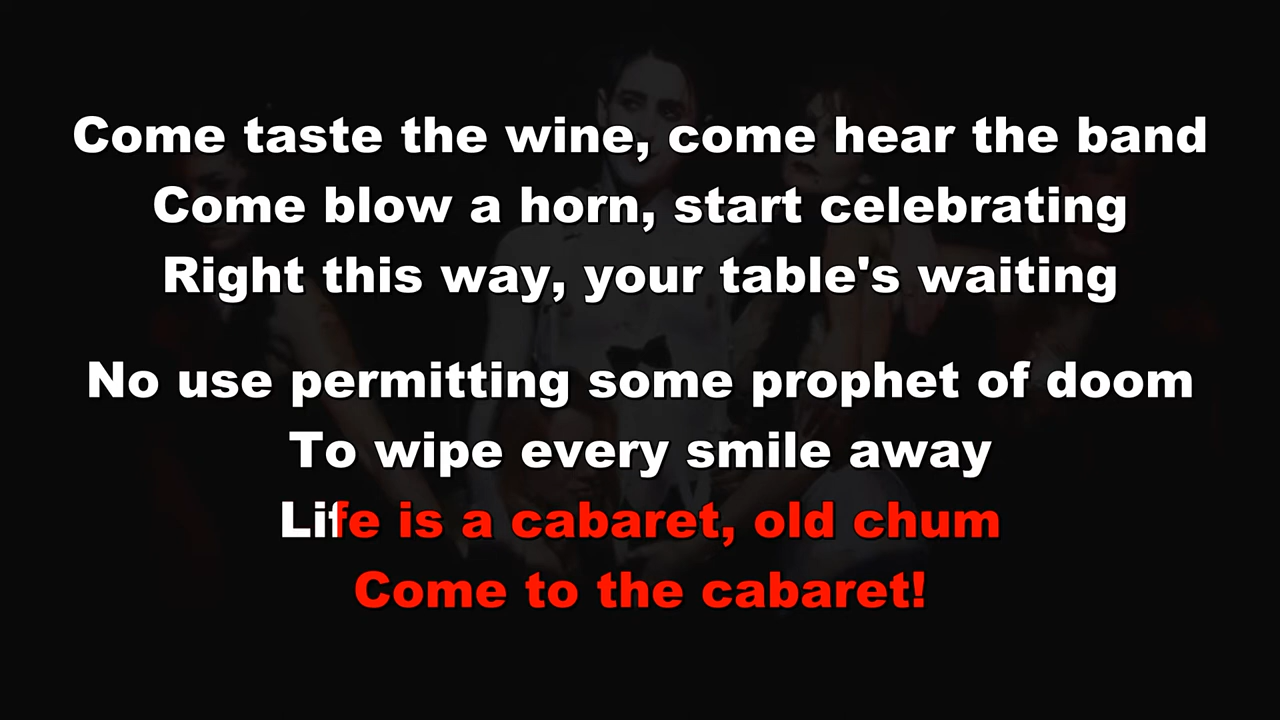 Come taste the wine, come hear the band
Come blow a horn, start celebrating
Right this way, your table's waiting
No use permitting some prophet of doom
To wipe every smile away
Life is a cabaret, old chum
Come to the cabaret!